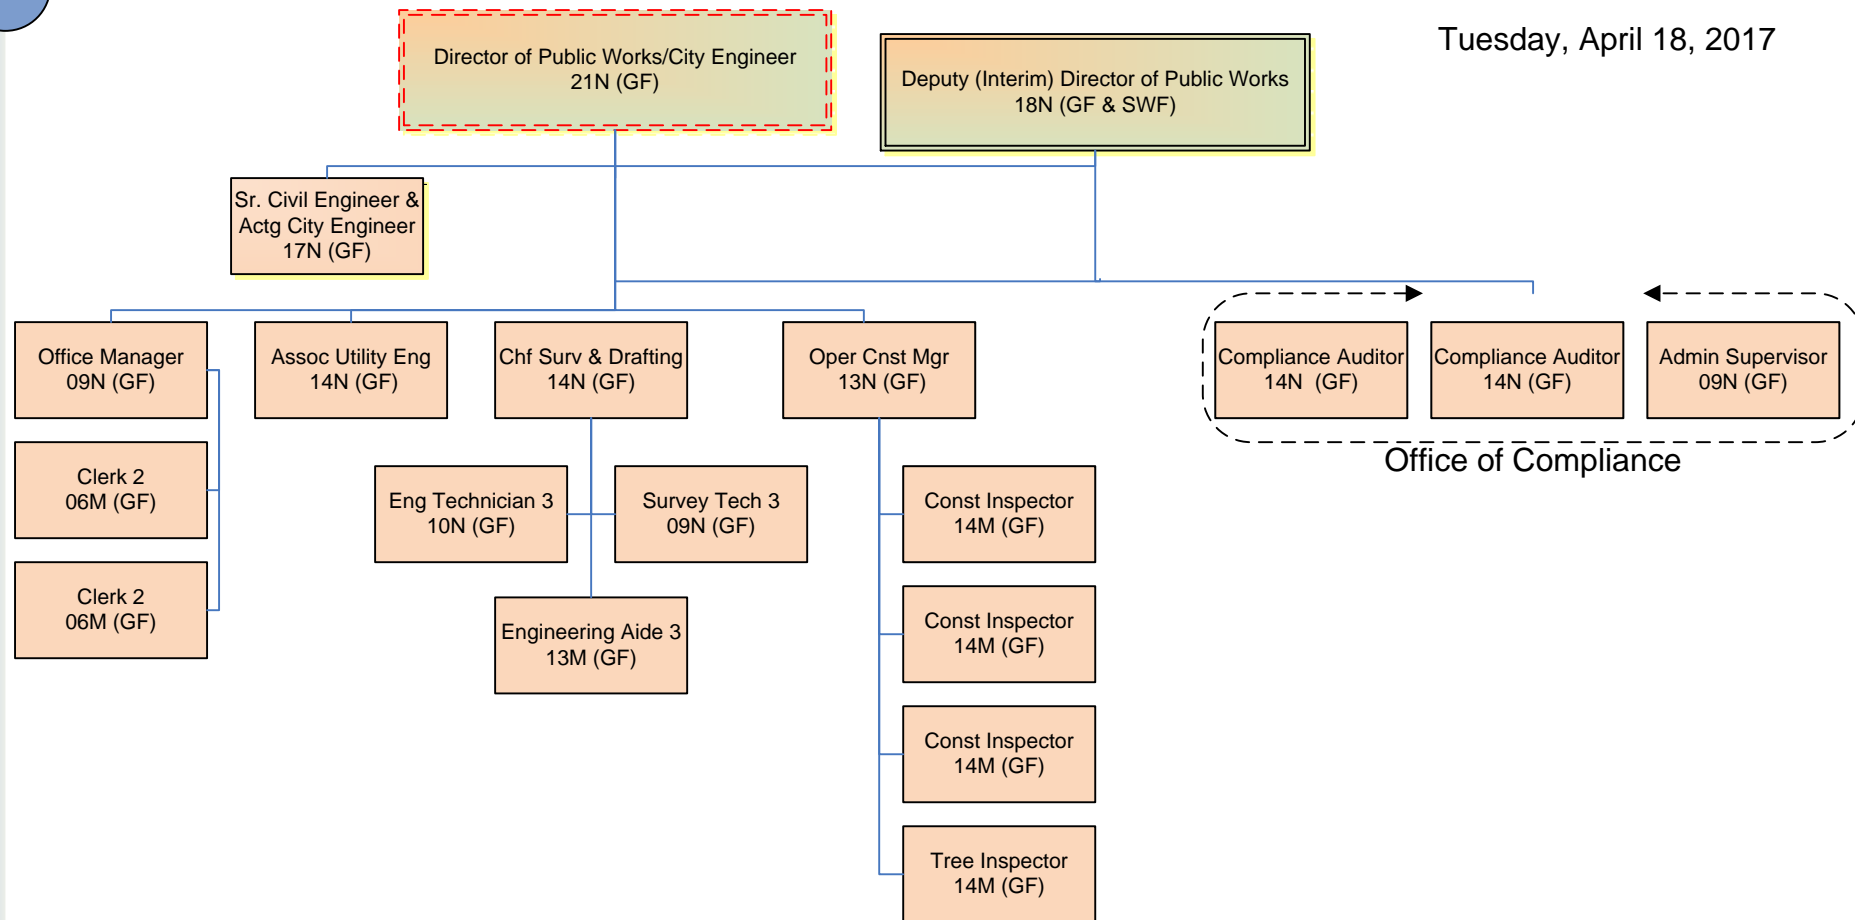 Tuesday, April 18, 2017
Director of Public Works/City Engineer
21N (GF)
Deputy (Interim) Director of Public Works
18N (GF & SWF)
Sr. Civil Engineer &
Actg City Engineer
17N (GF)
Office Manager
09N (GF)
Assoc Utility Eng
14N (GF)
Chf Surv & Drafting
14N (GF)
Oper Cnst Mgr
13N (GF)
Compliance Auditor
14N  (GF)
Compliance Auditor
14N (GF)
Admin Supervisor
09N (GF)
Office of Compliance
Clerk 2
06M (GF)
Clerk 2
06M (GF)
Eng Technician 3
10N (GF)
Survey Tech 3
09N (GF)
Engineering Aide 3
13M (GF)
Const Inspector
14M (GF)
Const Inspector
14M (GF)
Const Inspector
14M (GF)
Tree Inspector
14M (GF)